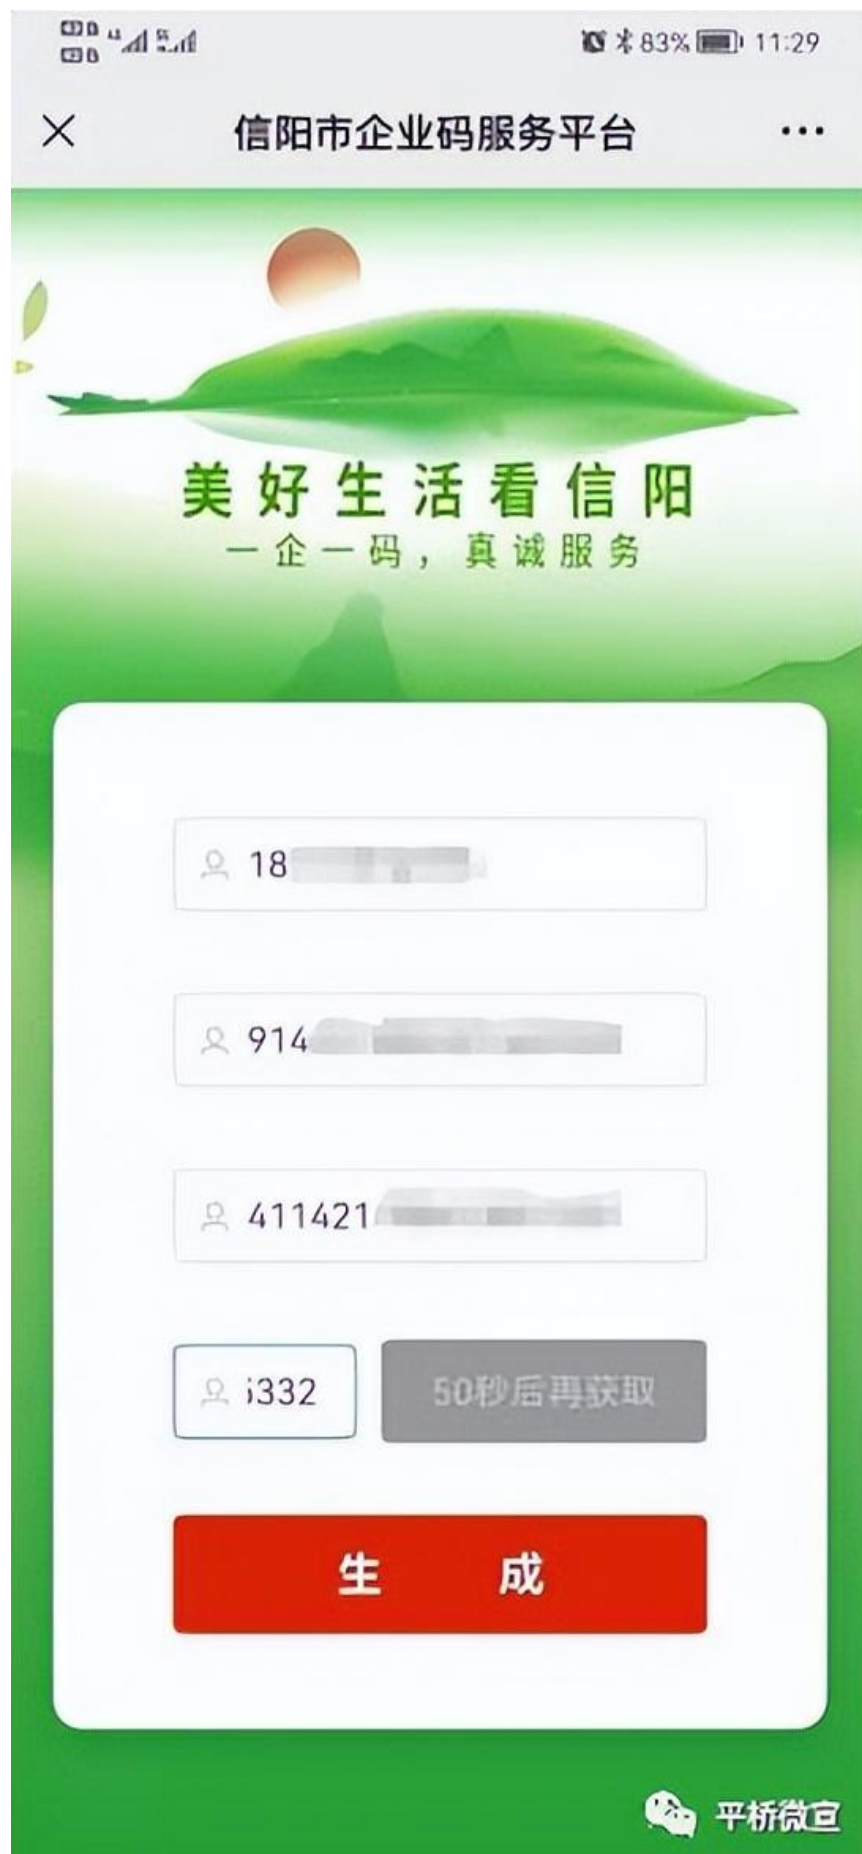 83% 11:29
信阳市企业码服务平台
美好生活看信阳
一企一码，真诚服务
18
914
411421
332
50秒后再获取
生 成
平桥微宣